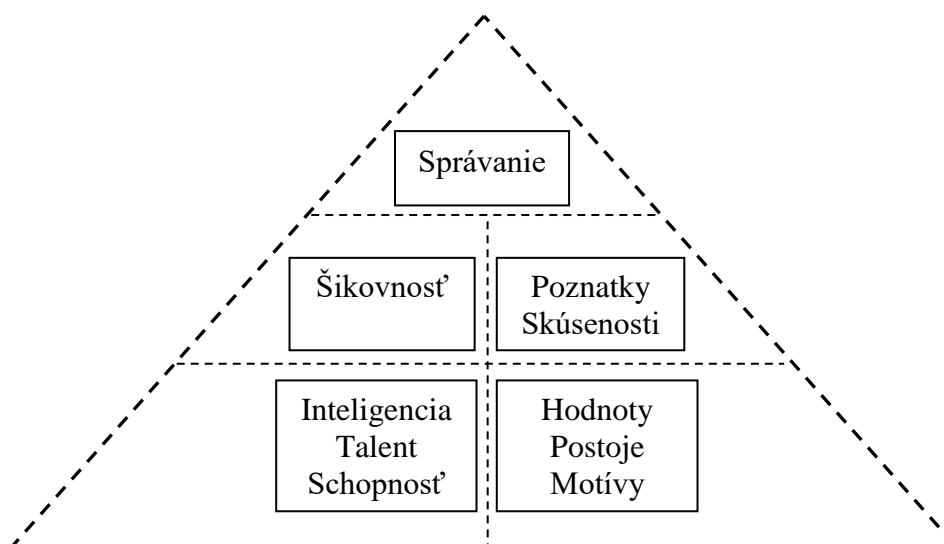 Správanie
Šikovnosť
Poznatky
Skúsenosti
Inteligencia
Talent
Schopnosť
Hodnoty
Postoje
Motívy